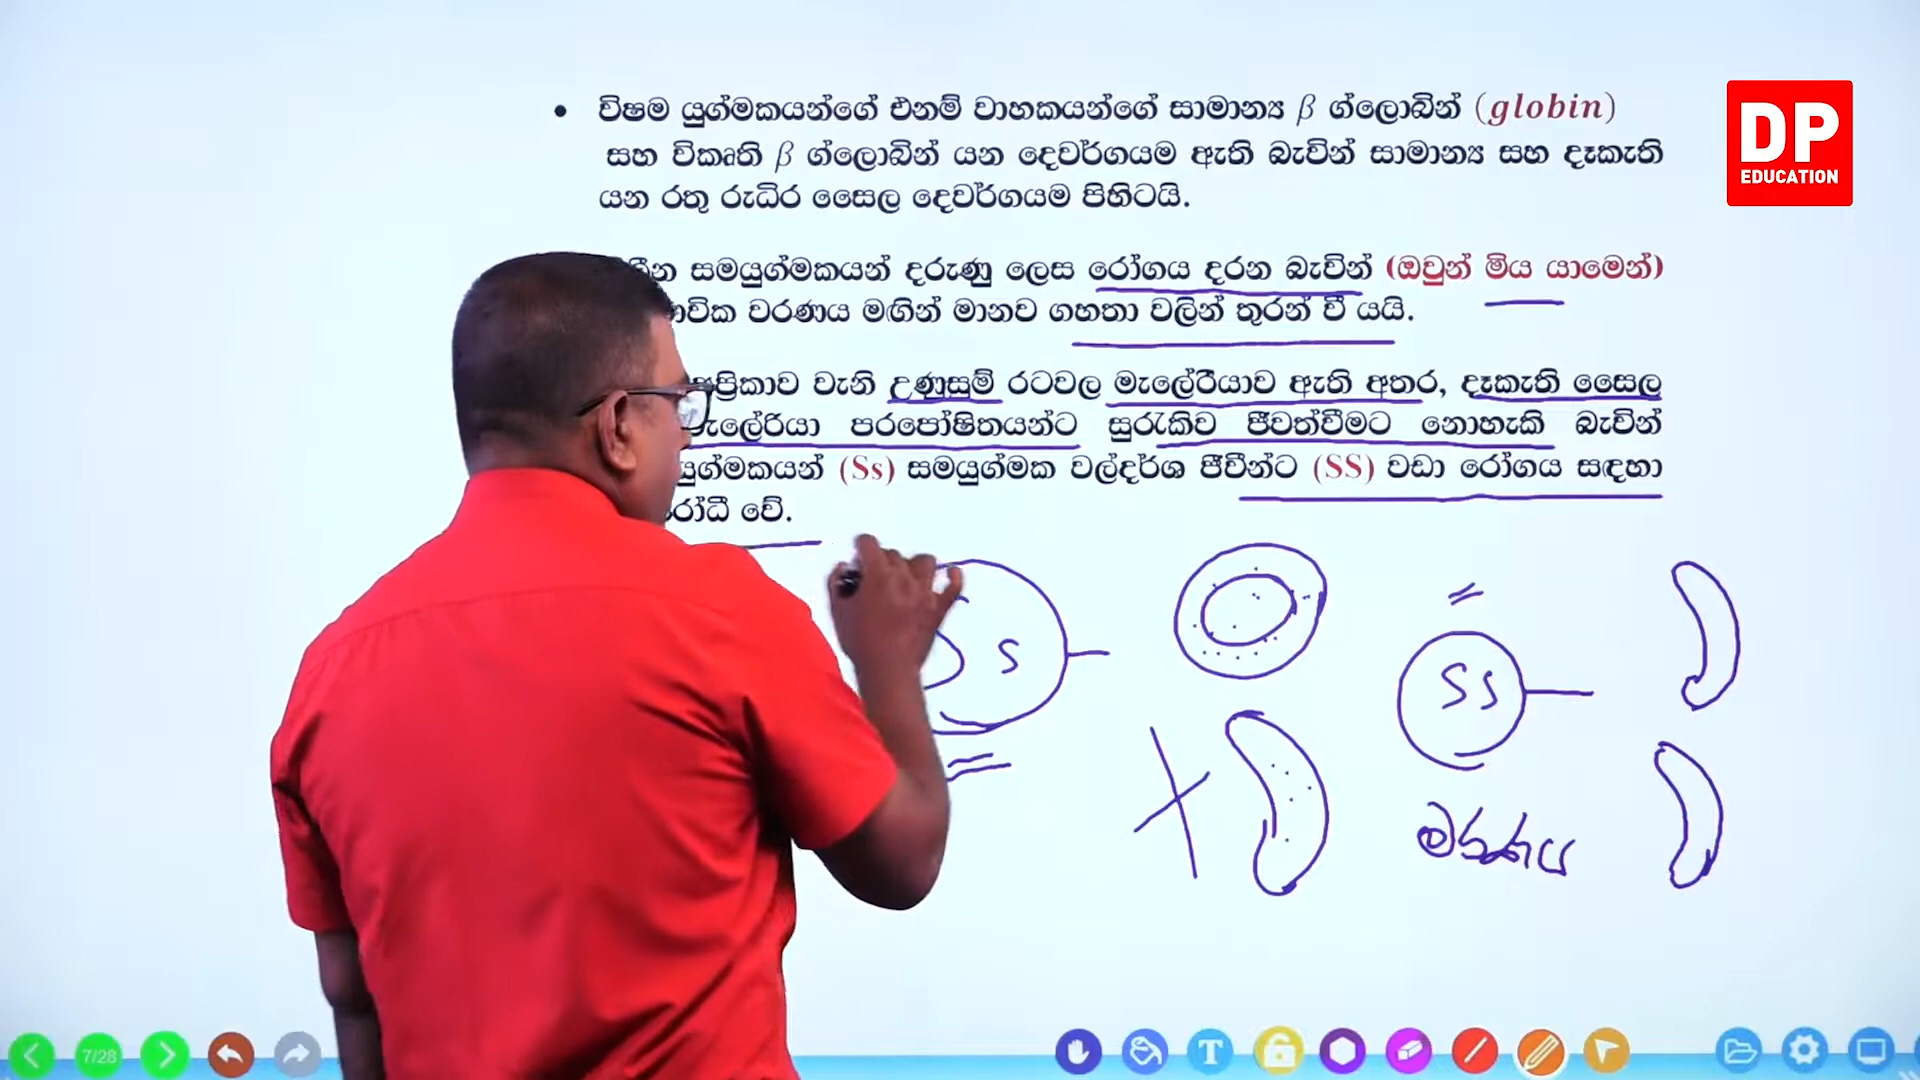 • විෂම යුග්මකයන්ගේ එනම් වාහකයන්ගේ සාමාන්‍ය β ග්ලොබින් (globin)
සහ විකෘති β ග්ලොබින් යන දෙවර්ගයම ඇති බැවින් සාමාන්‍ය සහ දෑකැති
යන රතු රුධිර සෛල දෙවර්ගයම පිහිටයි.
DP
EDUCATION
සමයුග්මකයන් දරුණු ලෙස රෝගය දරන බැවින් (ඔවුන් මිය යාමෙන්)
වරණය මඟින් මානව ගහනා වලින් තුරන් වී යයි.
වැනි උණුසුම් රටවල මැලේරියාව ඇති අතර, දෑකැති සෛල
පරපෝෂිතයන්ට සුරැකිව ජීවත්වීමට නොහැකි බැවින්
(Ss) සමයුග්මක වල්දර්ශ ජීවීන්ට (SS) වඩා රෝගය සඳහා
වේ.
s
ss
මරණය
7/28